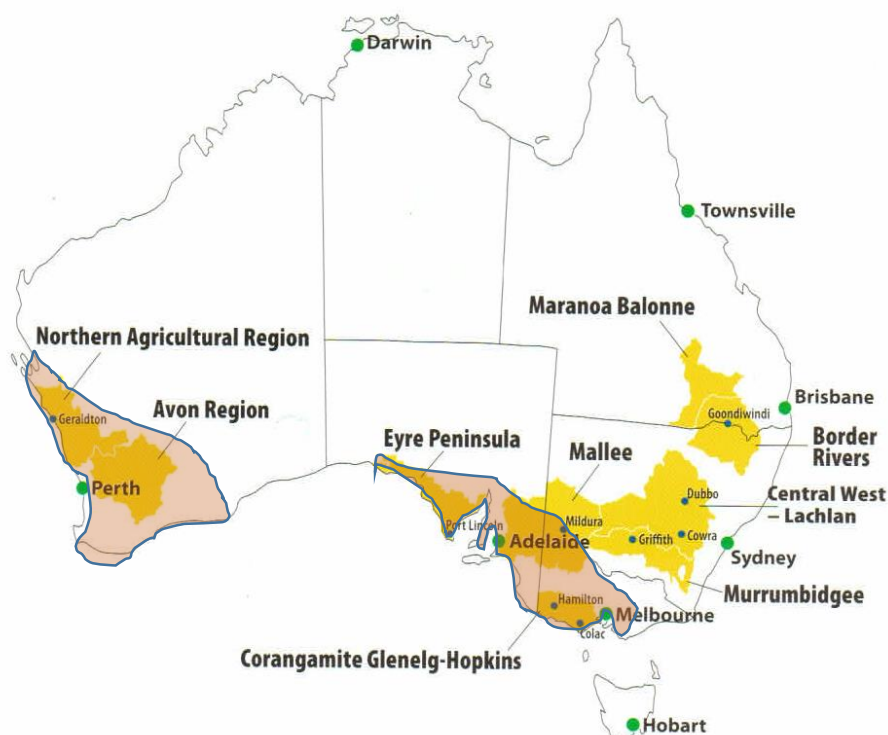 Darwin
Townsville
Maranoa Balonne
Northern Agricultural Region
Brisbane
Avon Region
Geraldton
Goondiwindi
Eyre Peninsula
Mallee
Border
Rivers
Perth
Dubbo
Central West
– Lachlan
Port Lincoln
Mildura
Adelaide
Griffith
Cowra
Sydney
Murrumbidgee
Hamilton
Melbourne
Colac
Corangamite Glenelg-Hopkins
Hobart